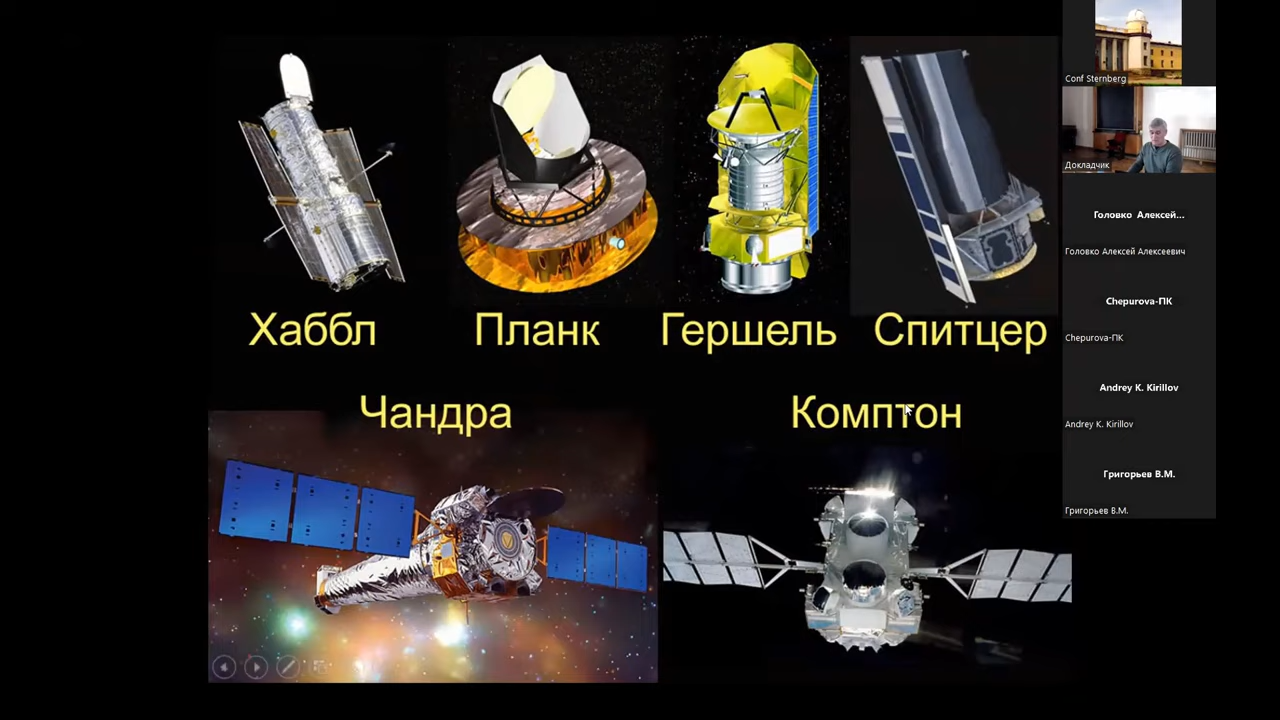 Хаббл
Планк
Гершель
Спитцер
Чандра
Комптон
Conf Sternberg
Докладчик
Головко Алексей...
Головко Алексей Алексеевич
Chepurova-ПК
Chepurova-ПК
Andrey K. Kirillov
Andrey K. Kirillov
Григорьев В.М.
Григорьев В.М.